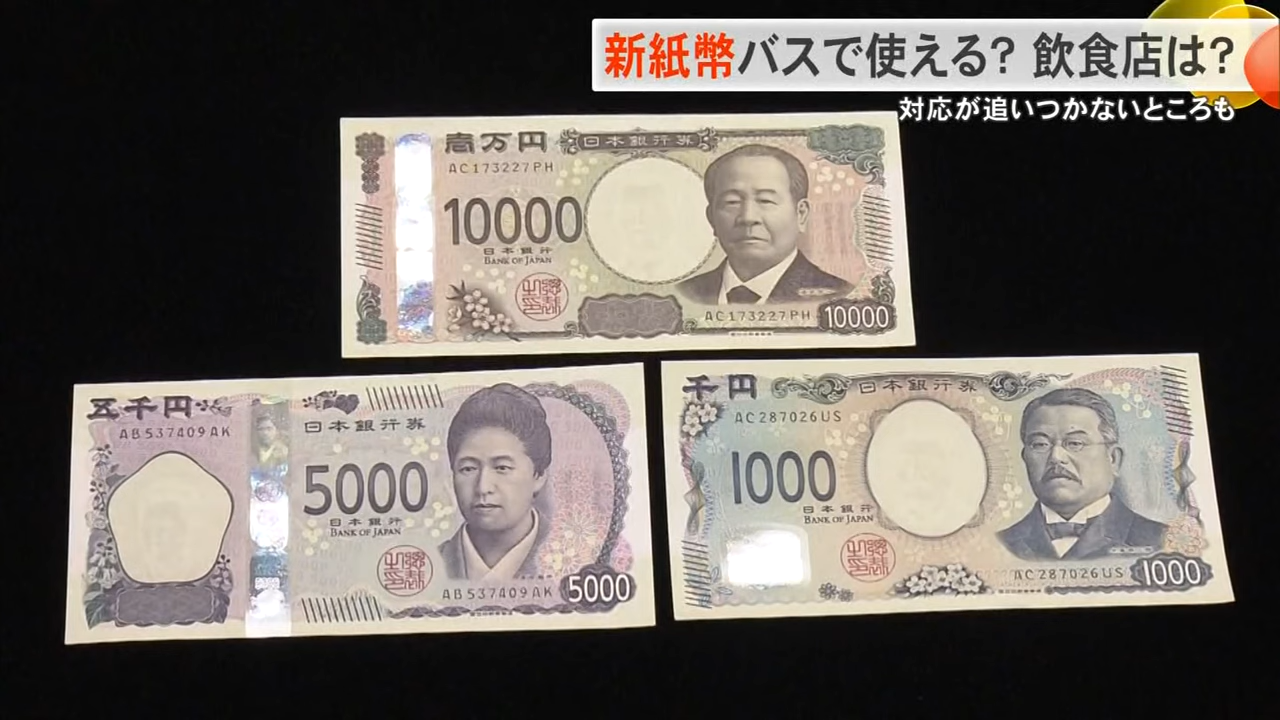 新紙幣バスで使える? 飲食店は?
対応が追いつかないところも
壱万円
日本銀行券
AC173227PH
10000
日本銀行
BANK OF JAPAN
AC173227PH
10000
五千円
AB537409AK
日本銀行券
5000
日本銀行
BANK OF JAPAN
AB537409AK
5000
千円
日本銀行券
AC287026US
1000
日本銀行
BANK OF JAPAN
AC287026US
1000